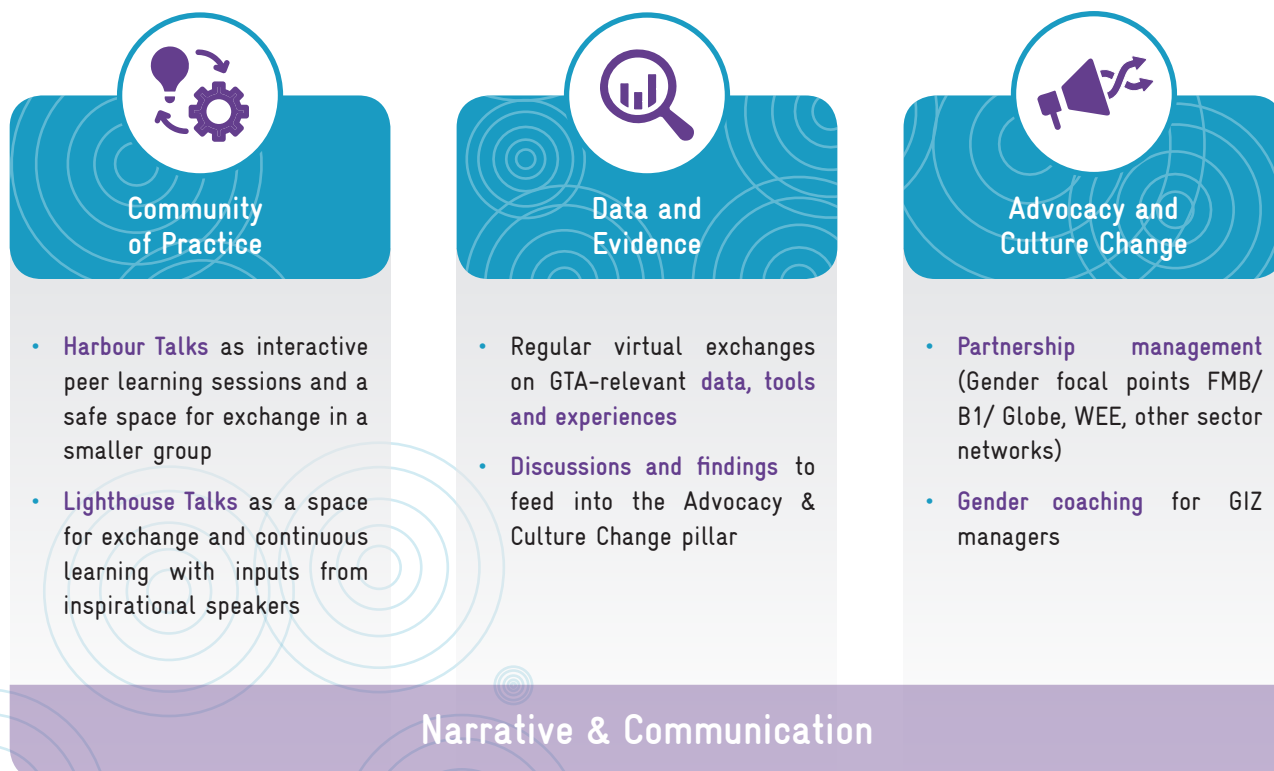 Community
of Practice
• Harbour Talks as interactive
peer learning sessions and a
safe space for exchange in a
smaller group
• Lighthouse Talks as a space
for exchange and continuous
learning with inputs from
inspirational speakers
Data and
Evidence
• Regular virtual exchanges
on GTA-relevant data, tools
and experiences
• Discussions and findings to
feed into the Advocacy &
Culture Change pillar
Advocacy and
Culture Change
• Partnership management
(Gender focal points FMB/
B1/ Globe, WEE, other sector
networks)
• Gender coaching for GIZ
managers
Narrative & Communication